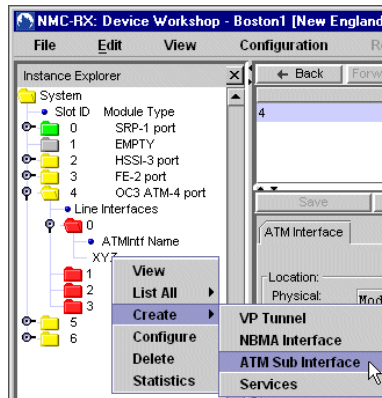 NMC-RX: Device Workshop - Boston1 [New England
File Edit View Configuration
Instance Explorer
Back
Forw
System
Slot ID Module Type
0 SRP-1 port
1 EMPTY
2 HSSI-3 port
3 FE-2 port
4 OC3 ATM-4 port
Line Interfaces
0
ATMIntf Name
XYZ
1
2
3
5
6
4
Save
ATM Interface
Location:
Physical: Mod
View
List All
Create
Configure
Delete
Statistics
VP Tunnel
NBMA Interface
ATM Sub Interface
Services